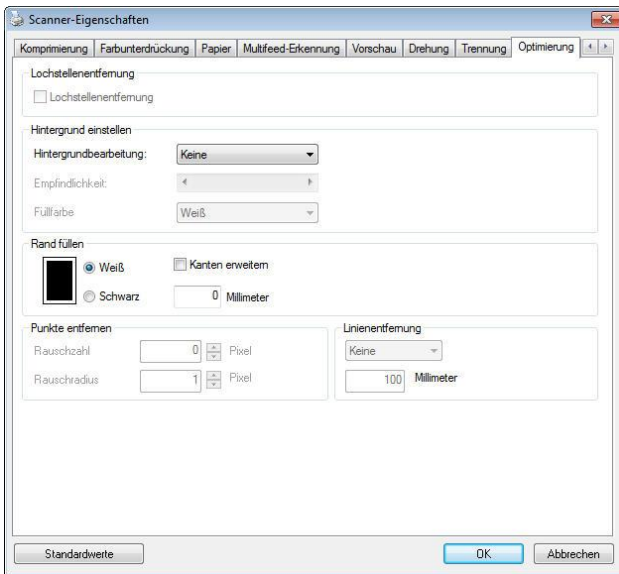 Scanner-Eigenschaften
Komprimierung Farbunterdrückung Papier Multifeed-Erkennung Vorschau Drehung Trennung Optimierung
Lochstellenentfernung
Lochstellenentfernung
Hintergrund einstellen
Hintergrundbearbeitung: Keine
Empfindlichkeit:
Füllfarbe Weiß
Rand füllen
Weiß Kanten erweitern
Schwarz 0 Millimeter
Punkte entfernen Linienentfernung
Rauschzahl 0 Pixel Keine
Rauschradius 1 Pixel 100 Millimeter
Standardwerte OK Abbrechen